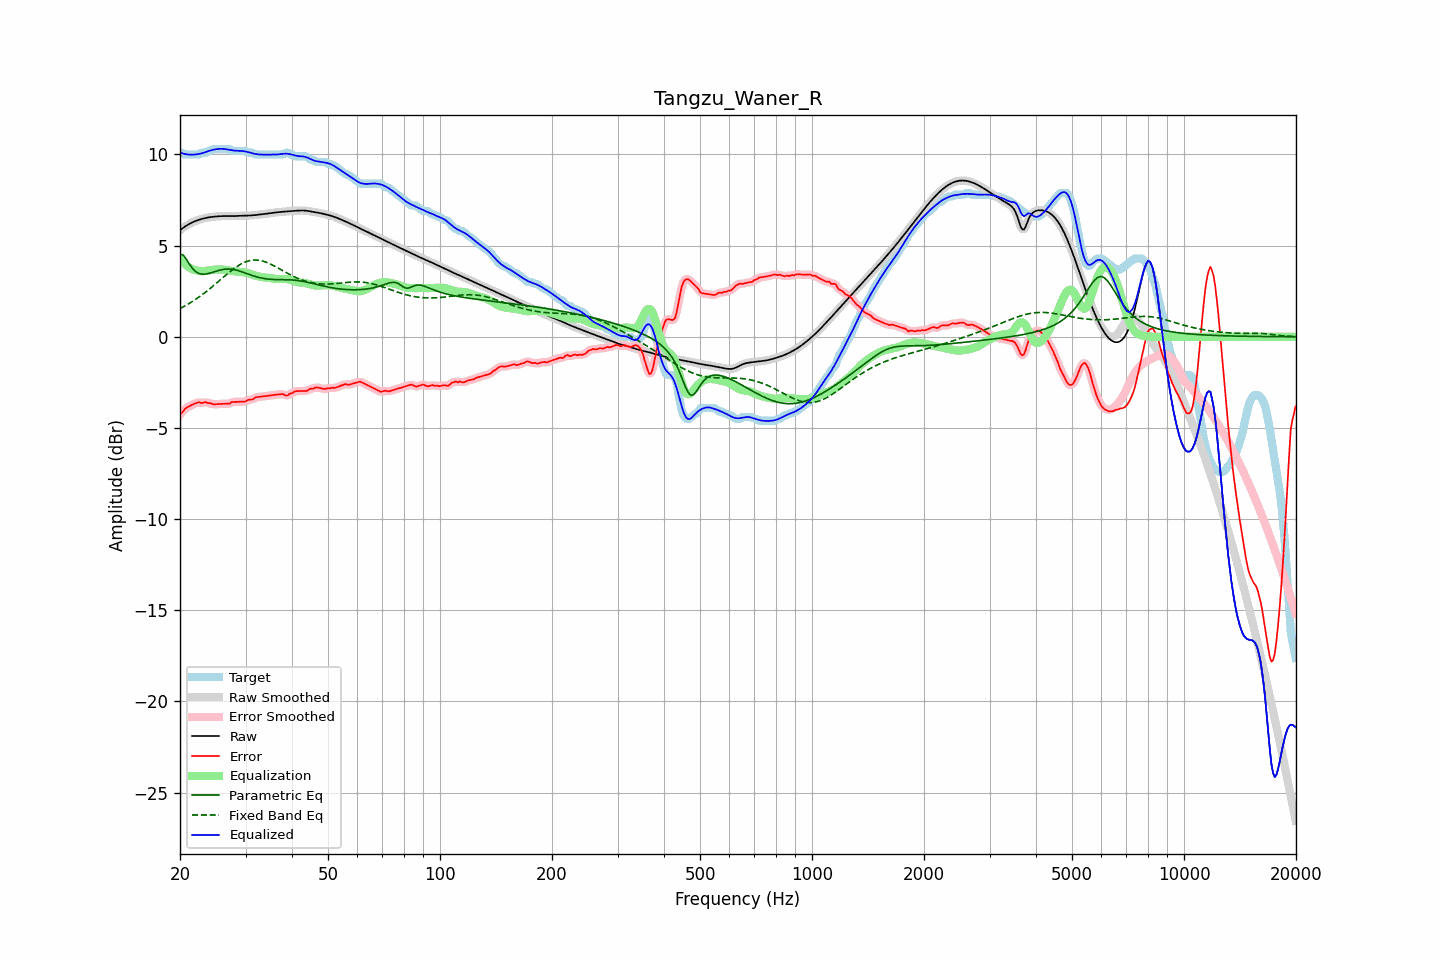 Tangzu_Waner_R
10
5
0
−5
−10
−15
−20
−25
Amplitude (dBr)
Target
Raw Smoothed
Error Smoothed
Raw
Error
Equalization
Parametric Eq
Fixed Band Eq
Equalized
20 50 100 200 500 1000 2000 5000 10000 20000
Frequency (Hz)